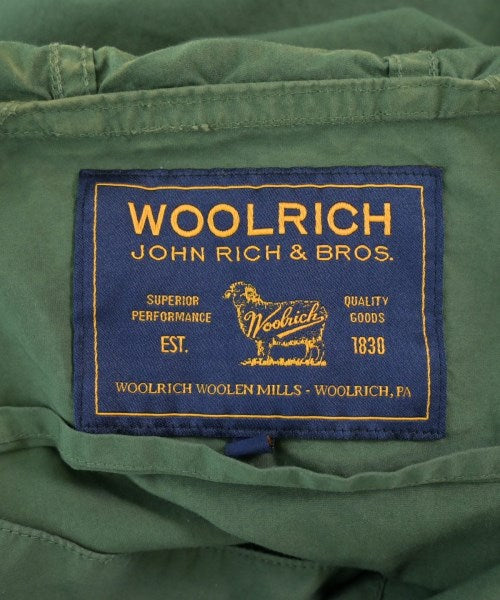 WOOLRICH
JOHN RICH & BROS.
SUPERIOR
PERFORMANCE
EST.
Woolrich
QUALITY
GOODS
1830
WOOLRICH WOOLEN MILLS - WOOLRICH, PA